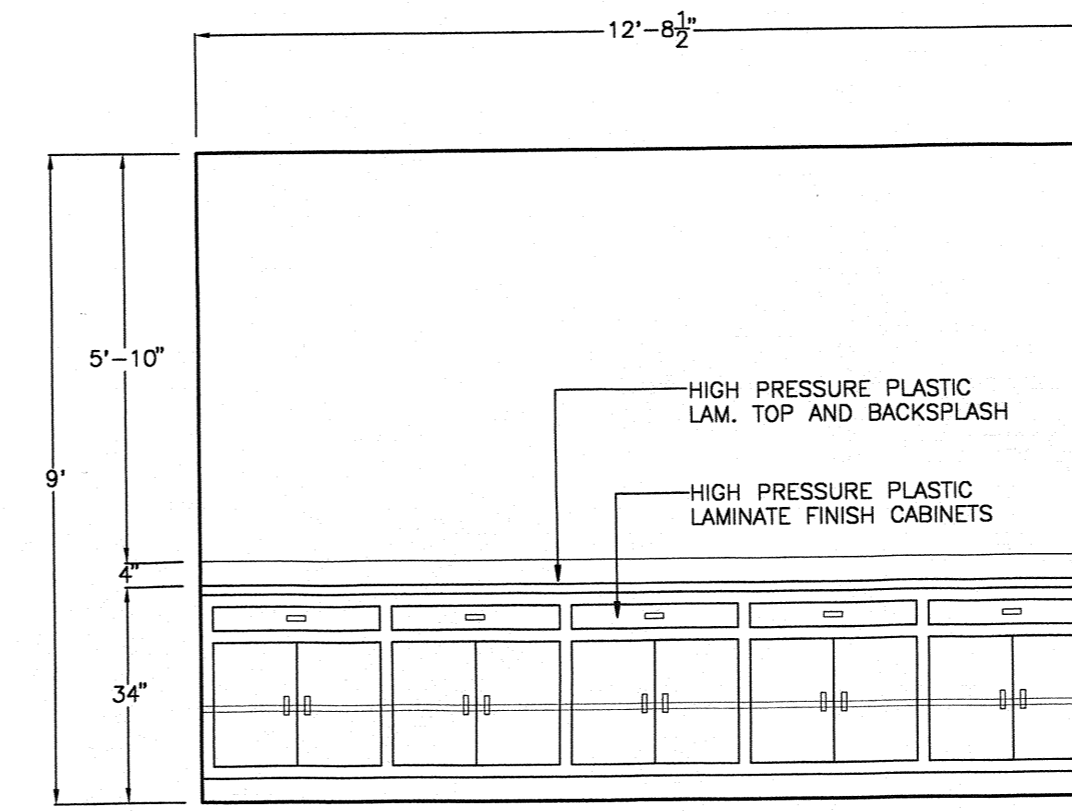 12'-8½"
5'-10"
9'
HIGH PRESSURE PLASTIC
LAM. TOP AND BACKSPLASH
HIGH PRESSURE PLASTIC
LAMINATE FINISH CABINETS
4"
34"